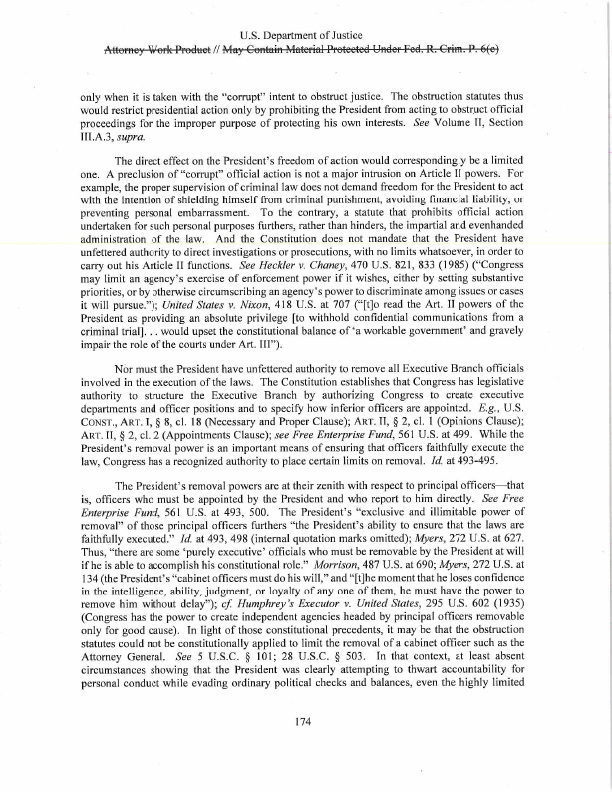 U.S. Department of Justice
Attorney Work Product // May Contain Material Protected Under Fed. R. Crim. P. 6(e)
only when it is taken with the "corrupt" intent to obstruct justice. The obstruction statutes thus
would restrict presidential action only by prohibiting the President from acting to obstruct official
proceedings for the improper purpose of protecting his own interests. See Volume II, Section
III.A.3, supra.
The direct effect on the President's freedom of action would correspondingly be a limited
one. A preclusion of "corrupt" official action is not a major intrusion on Article II powers. For
example, the proper supervision of criminal law does not demand freedom for the President to act
with the intention of shielding himself from criminal punishment, avoiding financial liability, or
preventing personal embarrassment. To the contrary, a statute that prohibits official action
undertaken for such personal purposes furthers, rather than hinders, the impartial and evenhanded
administration of the law. And the Constitution does not mandate that the President have
unfettered authority to direct investigations or prosecutions, with no limits whatsoever, in order to
carry out his Article II functions. See Heckler v. Chaney, 470 U.S. 821, 833 (1985) ("Congress
may limit an agency's exercise of enforcement power if it wishes, either by setting substantive
priorities, or by otherwise circumscribing an agency's power to discriminate among issues or cases
it will pursue."); United States v. Nixon, 418 U.S. at 707 ("[t]o read the Art. II powers of the
President as providing an absolute privilege [to withhold confidential communications from a
criminal trial]. . . would upset the constitutional balance of 'a workable government' and gravely
impair the role of the courts under Art. III").
Nor must the President have unfettered authority to remove all Executive Branch officials
involved in the execution of the laws. The Constitution establishes that Congress has legislative
authority to structure the Executive Branch by authorizing Congress to create executive
departments and officer positions and to specify how inferior officers are appointed. E.g., U.S.
CONST., ART. I, § 8, cl. 18 (Necessary and Proper Clause); ART. II, § 2, cl. 1 (Opinions Clause);
ART. II, § 2, cl. 2 (Appointments Clause); see Free Enterprise Fund, 561 U.S. at 499. While the
President's removal power is an important means of ensuring that officers faithfully execute the
law, Congress has a recognized authority to place certain limits on removal. Id. at 493-495.
The President's removal powers are at their zenith with respect to principal officers—that
is, officers who must be appointed by the President and who report to him directly. See Free
Enterprise Fund, 561 U.S. at 493, 500. The President's "exclusive and illimitable power of
removal" of those principal officers furthers "the President's ability to ensure that the laws are
faithfully executed." Id. at 493, 498 (internal quotation marks omitted); Myers, 272 U.S. at 627.
Thus, "there are some 'purely executive' officials who must be removable by the President at will
if he is able to accomplish his constitutional role." Morrison, 487 U.S. at 690; Myers, 272 U.S. at
134 (the President's "cabinet officers must do his will," and "[t]he moment that he loses confidence
in the intelligence, ability, judgment, or loyalty of any one of them, he must have the power to
remove him without delay"); cf. Humphrey's Executor v. United States, 295 U.S. 602 (1935)
(Congress has the power to create independent agencies headed by principal officers removable
only for good cause). In light of those constitutional precedents, it may be that the obstruction
statutes could not be constitutionally applied to limit the removal of a cabinet officer such as the
Attorney General. See 5 U.S.C. § 101; 28 U.S.C. § 503. In that context, at least absent
circumstances showing that the President was clearly attempting to thwart accountability for
personal conduct while evading ordinary political checks and balances, even the highly limited
174